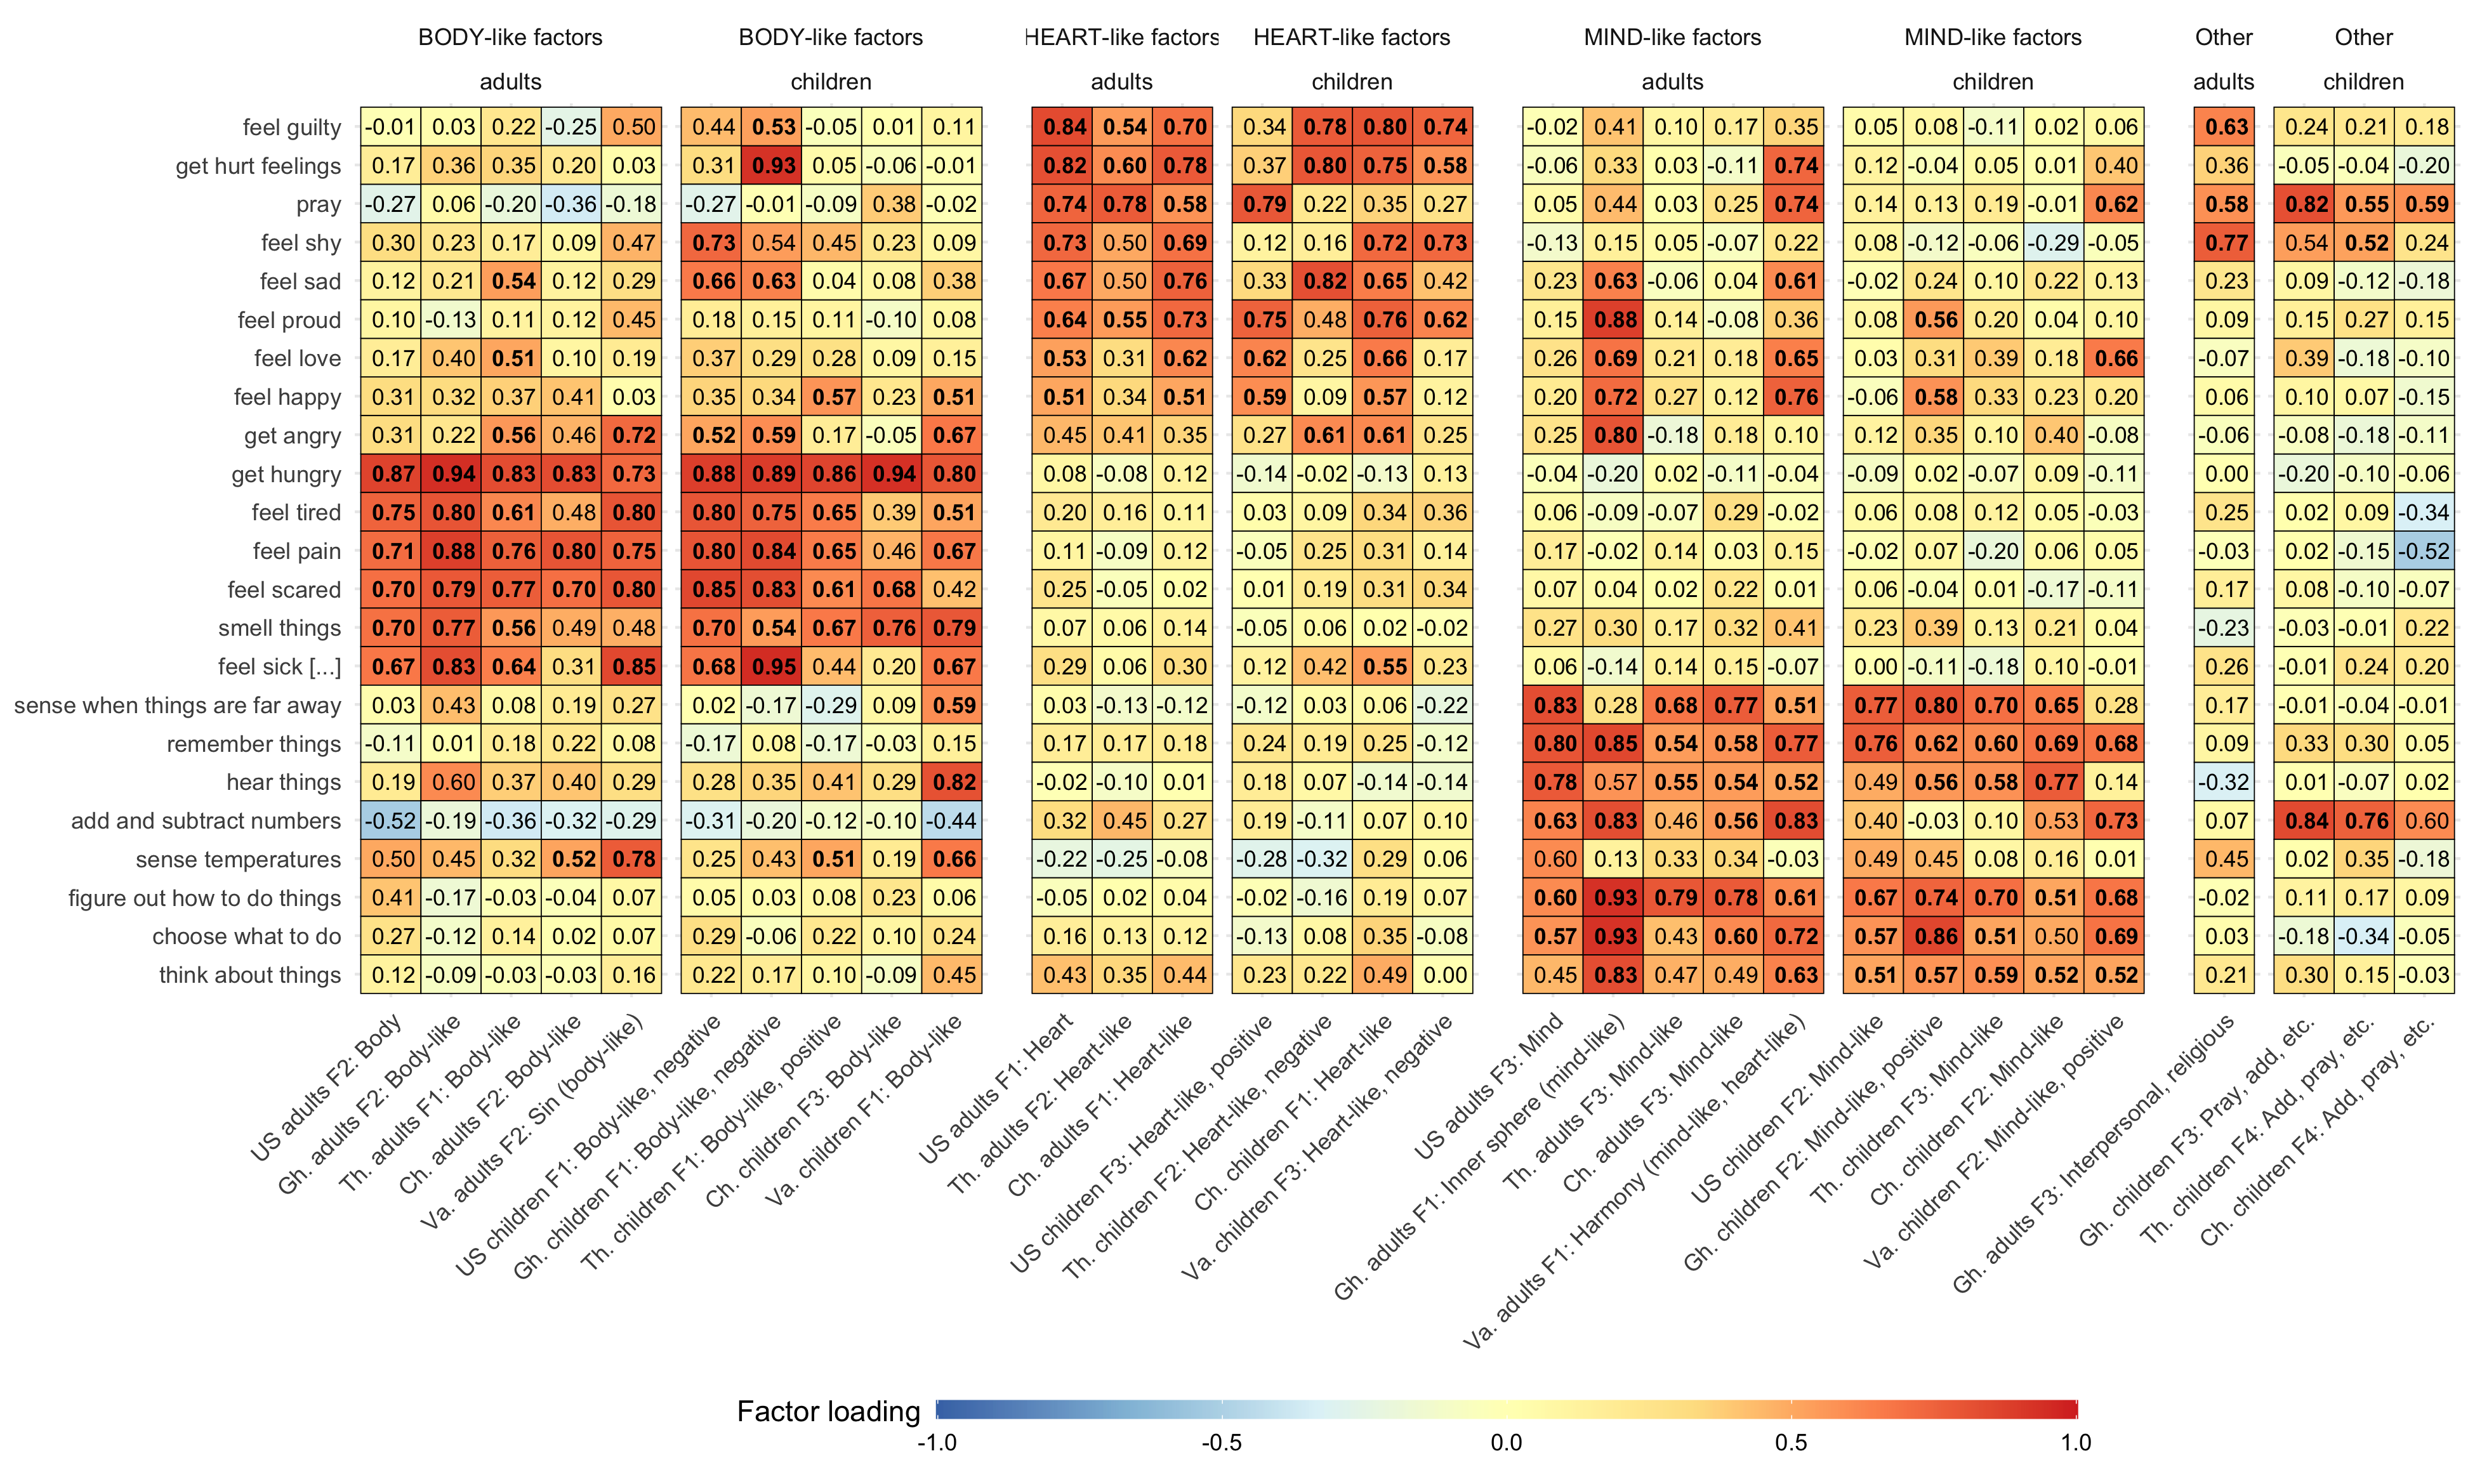 BODY-like factors BODY-like factors HEART-like factors HEART-like factors MIND-like factors MIND-like factors Other Other
adults children adults children adults children adults children
feel guilty -0.01 0.03 0.22 -0.25 0.50 0.44 0.53 -0.05 0.01 0.11 0.84 0.54 0.70 0.34 0.78 0.80 0.74 -0.02 0.41 0.10 0.17 0.35 0.05 0.08 -0.11 0.02 0.06 0.63 0.24 0.21 0.18
get hurt feelings 0.17 0.36 0.35 0.20 0.03 0.31 0.93 0.05 -0.06 -0.01 0.82 0.60 0.78 0.37 0.80 0.75 0.58 -0.06 0.33 0.03 -0.11 0.74 0.12 -0.04 0.05 0.01 0.40 0.36 -0.05 -0.04 -0.20
pray -0.27 0.06 -0.20 -0.36 -0.18 -0.27 -0.01 -0.09 0.38 -0.02 0.74 0.78 0.58 0.79 0.22 0.35 0.27 0.05 0.44 0.03 0.25 0.74 0.14 0.13 0.19 -0.01 0.62 0.58 0.82 0.55 0.59
feel shy 0.30 0.23 0.17 0.09 0.47 0.73 0.54 0.45 0.23 0.09 0.73 0.50 0.69 0.12 0.16 0.72 0.73 -0.13 0.15 0.05 -0.07 0.22 0.08 -0.12 -0.06 -0.29 -0.05 0.77 0.54 0.52 0.24
feel sad 0.12 0.21 0.54 0.12 0.29 0.66 0.63 0.04 0.08 0.38 0.67 0.50 0.76 0.33 0.82 0.65 0.42 0.23 0.63 -0.06 0.04 0.61 -0.02 0.24 0.10 0.22 0.13 0.23 0.09 -0.12 -0.18
feel proud 0.10 -0.13 0.11 0.12 0.45 0.18 0.15 0.11 -0.10 0.08 0.64 0.55 0.73 0.75 0.48 0.76 0.62 0.15 0.88 0.14 -0.08 0.36 0.08 0.56 0.20 0.04 0.10 0.09 0.15 0.27 0.15
feel love 0.17 0.40 0.51 0.10 0.19 0.37 0.29 0.28 0.09 0.15 0.53 0.31 0.62 0.62 0.25 0.66 0.17 0.26 0.69 0.21 0.18 0.65 0.03 0.31 0.39 0.18 0.66 -0.07 0.39 -0.18 -0.10
feel happy 0.31 0.32 0.37 0.41 0.03 0.35 0.34 0.57 0.23 0.51 0.51 0.34 0.51 0.59 0.09 0.57 0.12 0.20 0.72 0.27 0.12 0.76 -0.06 0.58 0.33 0.23 0.20 0.06 0.10 0.07 -0.15
get angry 0.31 0.22 0.56 0.46 0.72 0.52 0.59 0.17 -0.05 0.67 0.45 0.41 0.35 0.27 0.61 0.61 0.25 0.25 0.80 -0.18 0.18 0.10 0.12 0.35 0.10 0.40 -0.08 -0.06 -0.08 -0.18 -0.11
get hungry 0.87 0.94 0.83 0.83 0.73 0.88 0.89 0.86 0.94 0.80 0.08 -0.08 0.12 -0.14 -0.02 -0.13 0.13 -0.04 -0.20 0.02 -0.11 -0.04 -0.09 0.02 -0.07 0.09 -0.11 0.00 -0.20 -0.10 -0.06
feel tired 0.75 0.80 0.61 0.48 0.80 0.80 0.75 0.65 0.39 0.51 0.20 0.16 0.11 0.03 0.09 0.34 0.36 0.06 -0.09 -0.07 0.29 -0.02 0.06 0.08 0.12 0.05 -0.03 0.25 0.02 0.09 -0.34
feel pain 0.71 0.88 0.76 0.80 0.75 0.80 0.84 0.65 0.46 0.67 0.11 -0.09 0.12 -0.05 0.25 0.31 0.14 0.17 -0.02 0.14 0.03 0.15 -0.02 0.07 -0.20 0.06 0.05 -0.03 0.02 -0.15 -0.52
feel scared 0.70 0.79 0.77 0.70 0.80 0.85 0.83 0.61 0.68 0.42 0.25 -0.05 0.02 0.01 0.19 0.31 0.34 0.07 0.04 0.02 0.22 0.01 0.06 -0.04 0.01 -0.17 -0.11 0.17 0.08 -0.10 -0.07
smell things 0.70 0.77 0.56 0.49 0.48 0.70 0.54 0.67 0.76 0.79 0.07 0.06 0.14 -0.05 0.06 0.02 -0.02 0.27 0.30 0.17 0.32 0.41 0.23 0.39 0.13 0.21 0.04 -0.23 -0.03 -0.01 0.22
feel sick [...] 0.67 0.83 0.64 0.31 0.85 0.68 0.95 0.44 0.20 0.67 0.29 0.06 0.30 0.12 0.42 0.55 0.23 0.06 -0.14 0.14 0.15 -0.07 0.00 -0.11 -0.18 0.10 -0.01 0.26 -0.01 0.24 0.20
sense when things are far away 0.03 0.43 0.08 0.19 0.27 0.02 -0.17 -0.29 0.09 0.59 0.03 -0.13 -0.12 -0.12 0.03 0.06 -0.22 0.83 0.28 0.68 0.77 0.51 0.77 0.80 0.70 0.65 0.28 0.17 -0.01 -0.04 -0.01
remember things -0.11 0.01 0.18 0.22 0.08 -0.17 0.08 -0.17 -0.03 0.15 0.17 0.17 0.18 0.24 0.19 0.25 -0.12 0.80 0.85 0.54 0.58 0.77 0.76 0.62 0.60 0.69 0.68 0.09 0.33 0.30 0.05
hear things 0.19 0.60 0.37 0.40 0.29 0.28 0.35 0.41 0.29 0.82 -0.02 -0.10 0.01 0.18 0.07 -0.14 -0.14 0.78 0.57 0.55 0.54 0.52 0.49 0.56 0.58 0.77 0.14 -0.32 0.01 -0.07 0.02
add and subtract numbers -0.52 -0.19 -0.36 -0.32 -0.29 -0.31 -0.20 -0.12 -0.10 -0.44 0.32 0.45 0.27 0.19 -0.11 0.07 0.10 0.63 0.83 0.46 0.56 0.83 0.40 -0.03 0.10 0.53 0.73 0.07 0.84 0.76 0.60
sense temperatures 0.50 0.45 0.32 0.52 0.78 0.25 0.43 0.51 0.19 0.66 -0.22 -0.25 -0.08 -0.28 -0.32 0.29 0.06 0.60 0.13 0.33 0.34 -0.03 0.49 0.45 0.08 0.16 0.01 0.45 0.02 0.35 -0.18
figure out how to do things 0.41 -0.17 -0.03 -0.04 0.07 0.05 0.03 0.08 0.23 0.06 -0.05 0.02 0.04 -0.02 -0.16 0.19 0.07 0.60 0.93 0.79 0.78 0.61 0.67 0.74 0.70 0.51 0.68 -0.02 0.11 0.17 0.09
choose what to do 0.27 -0.12 0.14 0.02 0.07 0.29 -0.06 0.22 0.10 0.24 0.16 0.13 0.12 -0.13 0.08 0.35 -0.08 0.57 0.93 0.43 0.60 0.72 0.57 0.86 0.51 0.50 0.69 0.03 -0.18 -0.34 -0.05
think about things 0.12 -0.09 -0.03 -0.03 0.16 0.22 0.17 0.10 -0.09 0.45 0.43 0.35 0.44 0.23 0.22 0.49 0.00 0.45 0.83 0.47 0.49 0.63 0.51 0.57 0.59 0.52 0.52 0.21 0.30 0.15 -0.03
US adults F2: Body
Gh. adults F2: Body-like
Th. adults F1: Body-like
Ch. adults F2: Body-like
Va. adults F2: Sin (body-like)
US children F1: Body-like, negative
Gh. children F1: Body-like, negative
Th. children F1: Body-like, positive
Ch. children F3: Body-like
Va. children F1: Body-like
US adults F1: Heart
Th. adults F2: Heart-like
Ch. adults F1: Heart-like
US children F3: Heart-like, positive
Th. children F2: Heart-like, negative
Ch. children F1: Heart-like
Va. children F3: Heart-like, negative
US adults F3: Mind
Gh. adults F1: Inner sphere (mind-like)
Th. adults F3: Mind-like
Ch. adults F3: Mind-like
Va. adults F1: Harmony (mind-like, heart-like)
US children F2: Mind-like
Gh. children F2: Mind-like, positive
Th. children F3: Mind-like
Ch. children F2: Mind-like
Va. children F2: Mind-like, positive
Gh. adults F3: Interpersonal, religious
Gh. children F3: Pray, add, etc.
Th. children F4: Add, pray, etc.
Ch. children F4: Add, pray, etc.
Factor loading
-1.0 -0.5 0.0 0.5 1.0